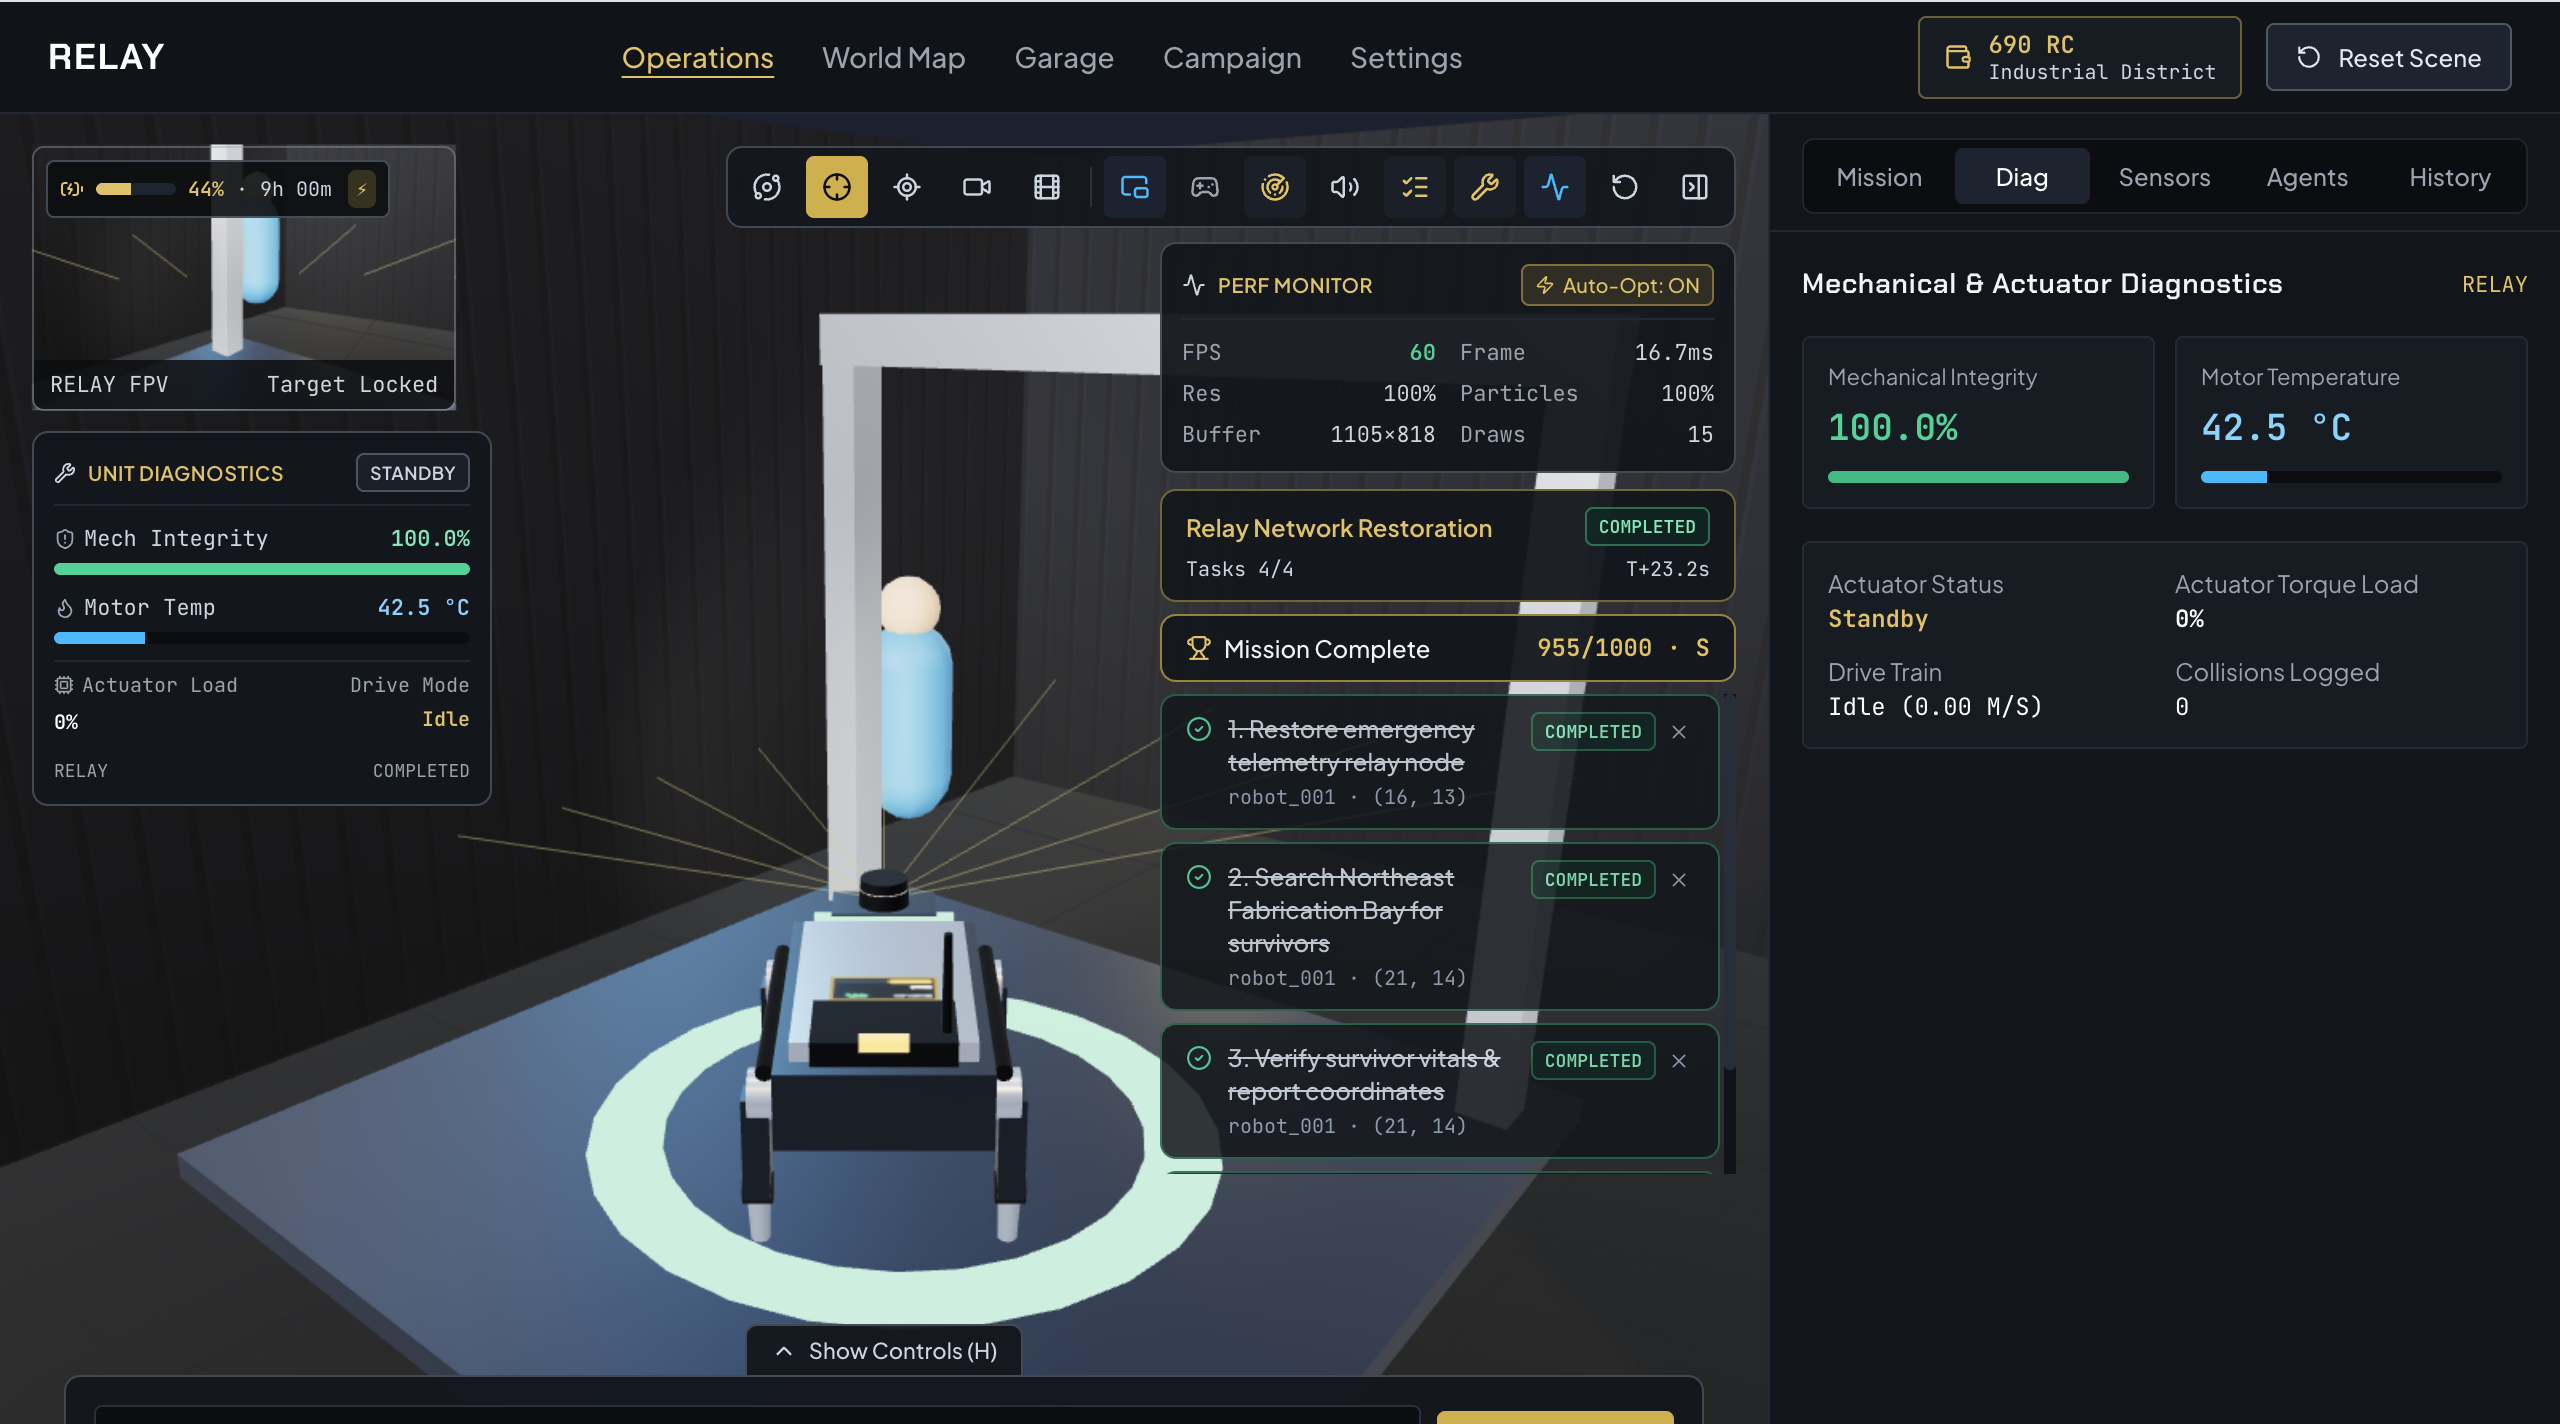 RELAY
Operations
World Map
Garage
Campaign
Settings
690 RC
Industrial District
Reset Scene
44% · 9h 00m
RELAY FPV
Target Locked
UNIT DIAGNOSTICS
STANDBY
Mech Integrity
100.0%
Motor Temp
42.5 °C
Actuator Load
Drive Mode
0%
Idle
RELAY
COMPLETED
PERF MONITOR
Auto-Opt: ON
FPS 60 Frame 16.7ms
Res 100% Particles 100%
Buffer 1105×818 Draws 15
Relay Network Restoration
COMPLETED
Tasks 4/4
T+23.2s
Mission Complete
955/1000 · S
1. Restore emergency
telemetry relay node
COMPLETED
robot_001 · (16, 13)
2. Search Northeast
Fabrication Bay for
survivors
COMPLETED
robot_001 · (21, 14)
3. Verify survivor vitals &
report coordinates
COMPLETED
robot_001 · (21, 14)
Show Controls (H)
Mission
Diag
Sensors
Agents
History
Mechanical & Actuator Diagnostics
RELAY
Mechanical Integrity
100.0%
Motor Temperature
42.5 °C
Actuator Status
Standby
Actuator Torque Load
0%
Drive Train
Idle (0.00 M/S)
Collisions Logged
0